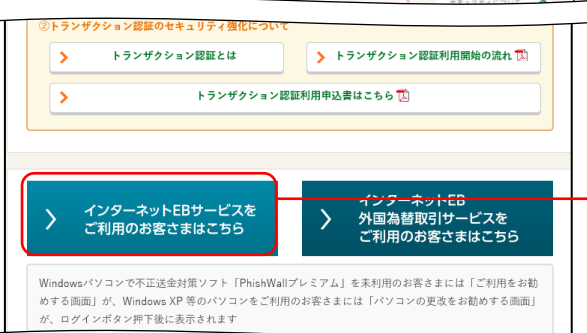 ②トランザクション認証のセキュリティ強化について
トランザクション認証とは
トランザクション認証利用開始の流れ
トランザクション認証利用申込書はこちら
インターネットEBサービスを
ご利用のお客さまはこちら
インターネットEB
外国為替取引サービスを
ご利用のお客さまはこちら
Windowsパソコンで不正送金対策ソフト「PhishWallプレミアム」を未利用のお客さまには「ご利用をお勧
めする画面」が、Windows XP 等のパソコンをご利用のお客さまには「パソコンの更改をお勧めする画面」
が、ログインボタン押下後に表示されます